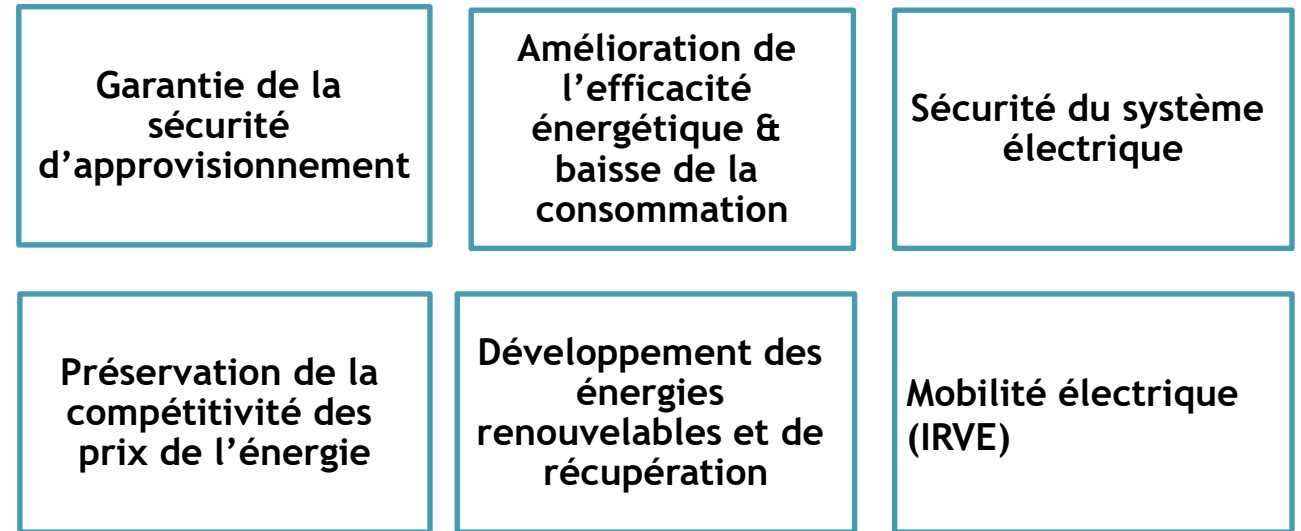 Garantie de la
sécurité
d’approvisionnement
Amélioration de
l’efficacité
énergétique &
baisse de la
consommation
Sécurité du système
électrique
Préservation de la
compétitivité des
prix de l’énergie
Développement des
énergies
renouvelables et de
récupération
Mobilité électrique
(IRVE)